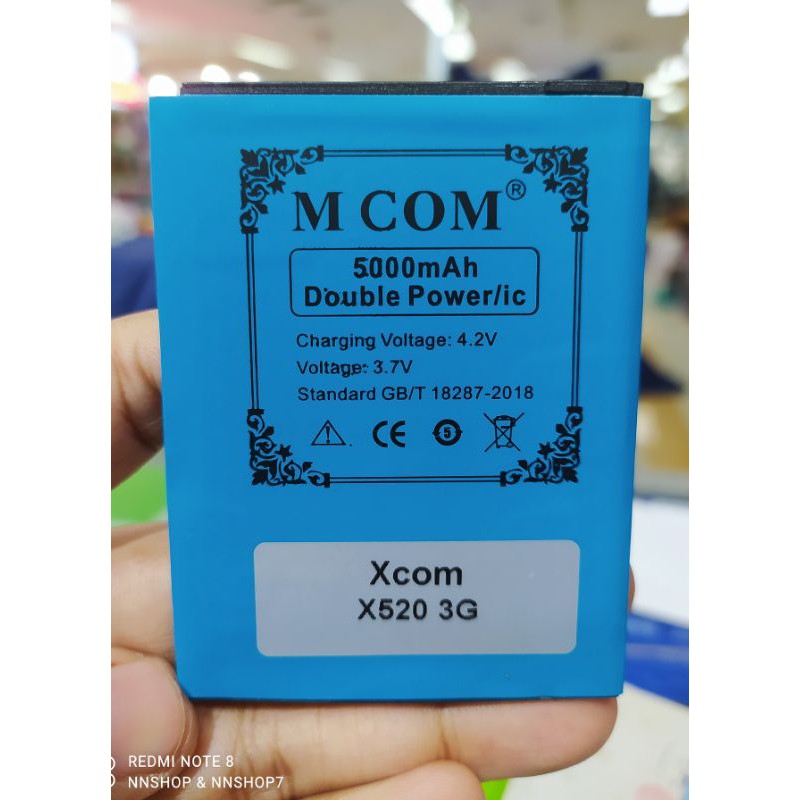 M COM®
5000mAh
Double Power/ic
Charging Voltage: 4.2V
Voltage: 3.7V
Standard GB/T 18287-2018
CE 5
Xcom
X520 3G
REDMI NOTE 8
NNSHOP & NNSHOP7